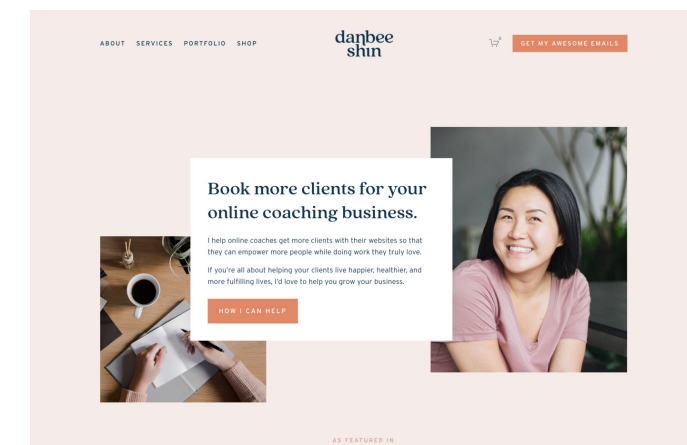 ABOUT SERVICES PORTFOLIO SHOP
danbee
shin
0
GET MY AWESOME EMAILS
Book more clients for your
online coaching business.
I help online coaches get more clients with their websites so that
they can empower more people while doing work they truly love.
If you're all about helping your clients live happier, healthier, and
more fulfilling lives, I'd love to help you grow your business.
HOW I CAN HELP
AS FEATURED IN